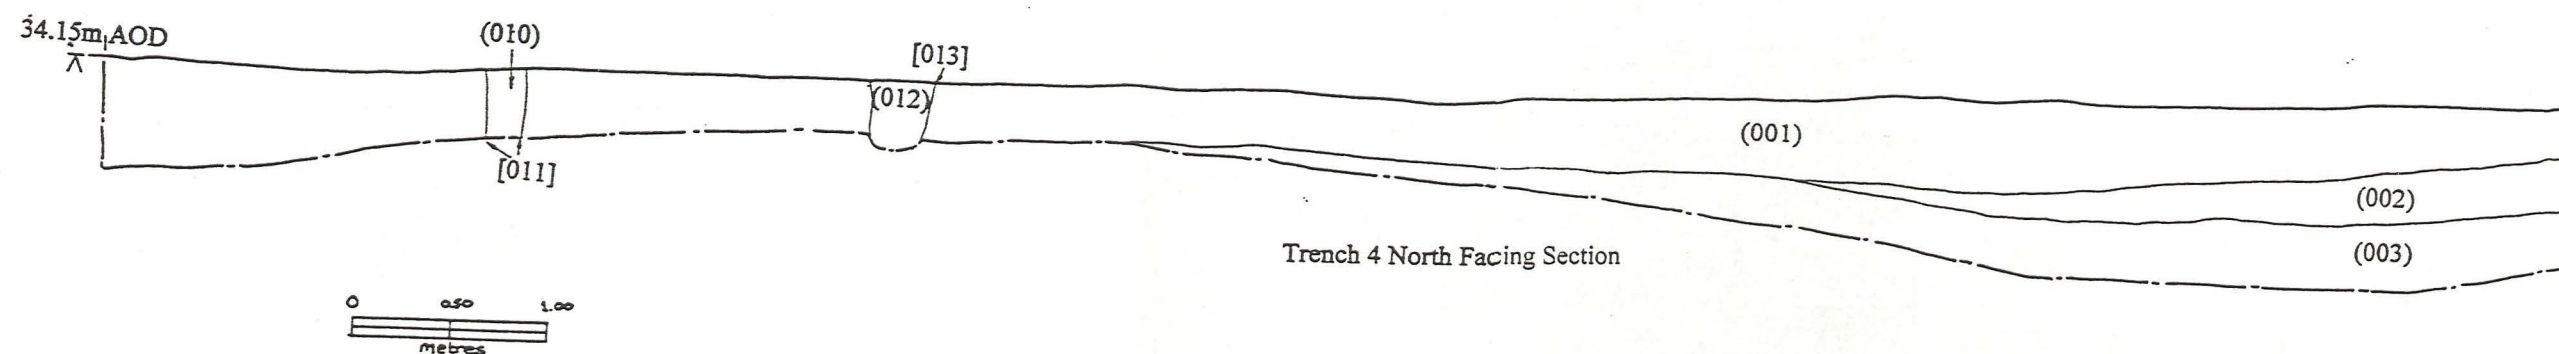 34.15m AOD
(010)
[013]
(012)
(001)
[011]
(002)
(003)
Trench 4 North Facing Section
0 0.50 1.00
metres